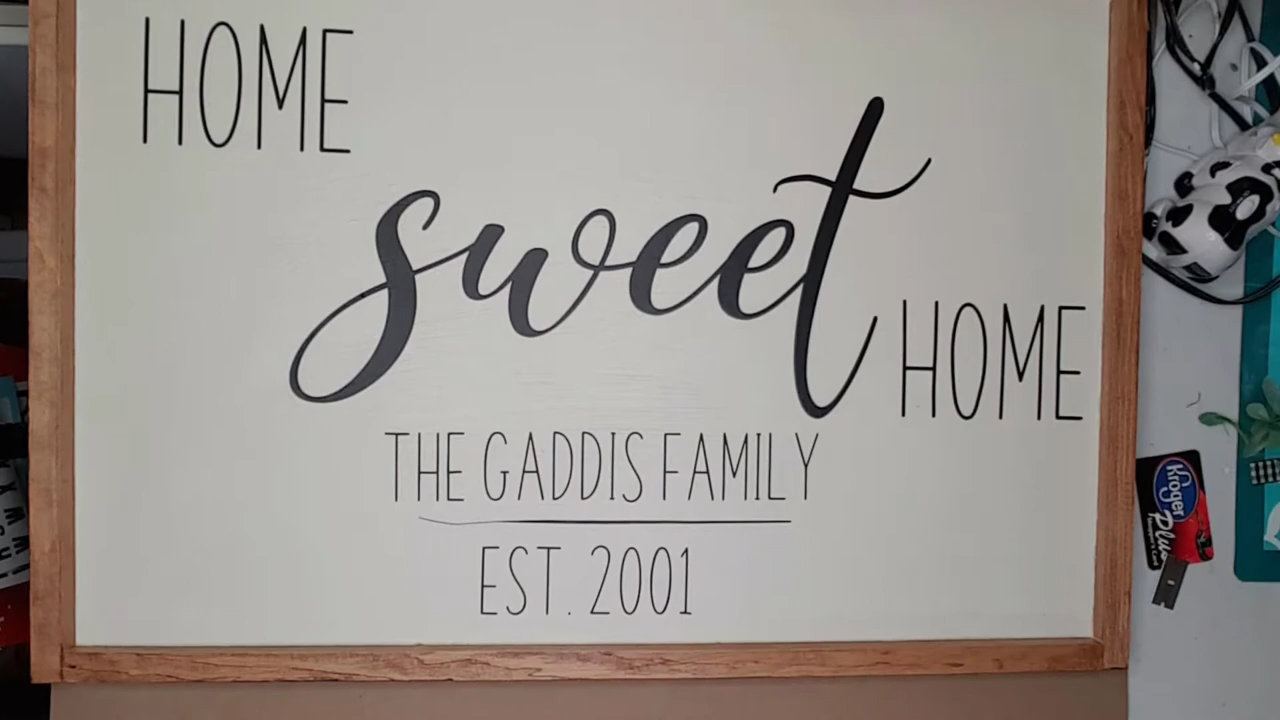 HOME
sweet
HOME
THE GADDIS FAMILY
EST. 2001
Kroger
Plus